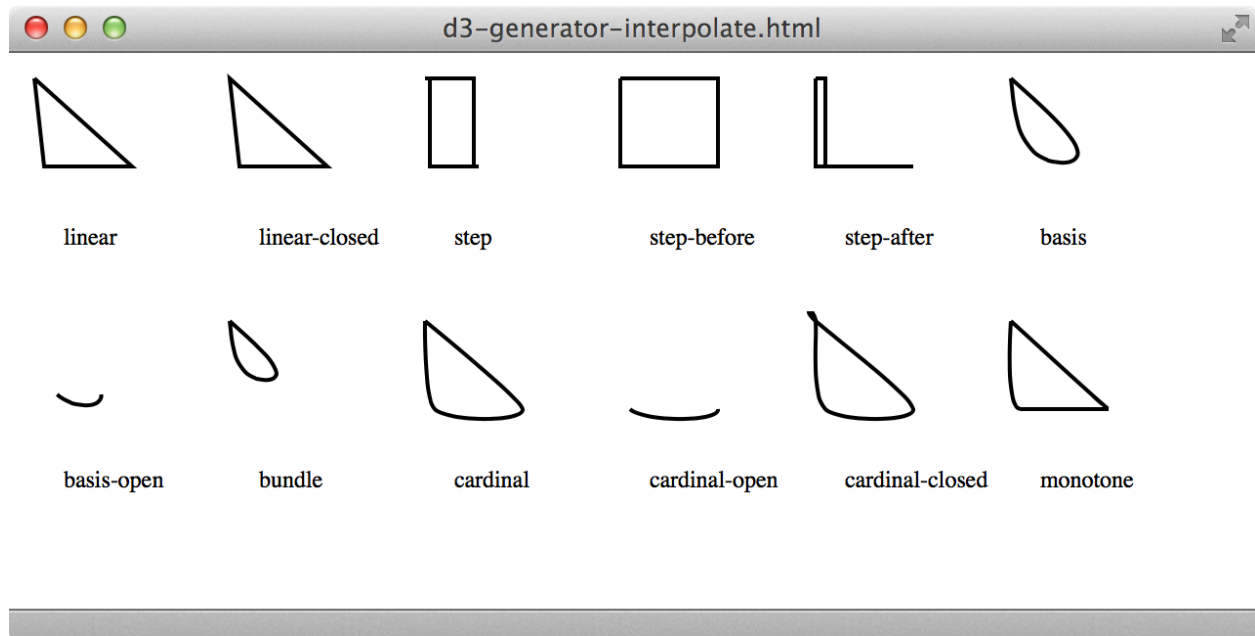 d3-generator-interpolate.html
linear linear-closed step step-before step-after basis
basis-open bundle cardinal cardinal-open cardinal-closed monotone